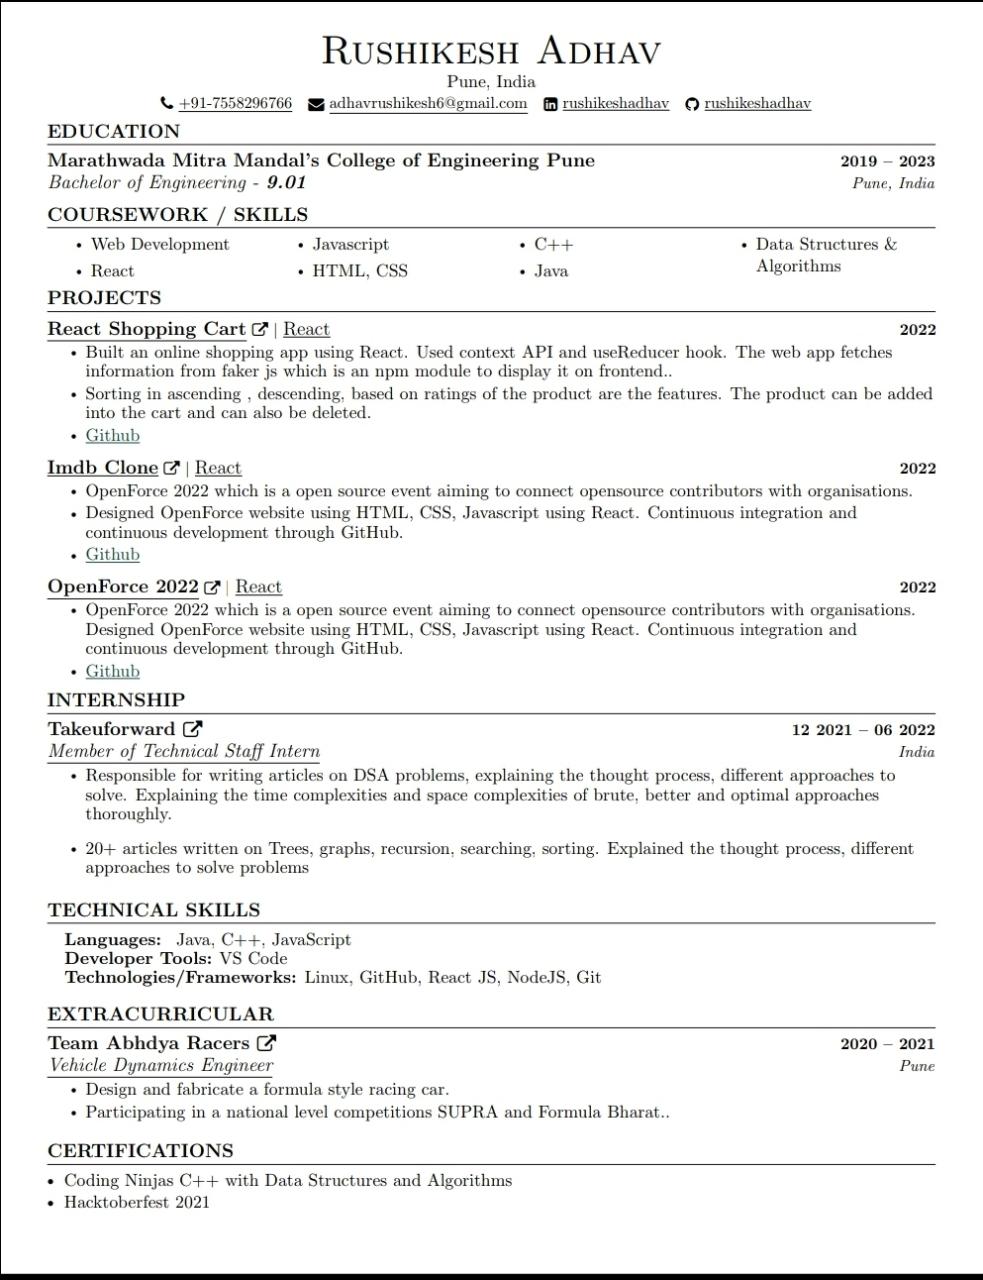 Rushikesh Adhav
Pune, India
+91-7558296766 adhavrushikesh6@gmail.com rushikeshadhav rushikeshadhav
EDUCATION
Marathwada Mitra Mandal's College of Engineering Pune 2019 – 2023
Bachelor of Engineering - 9.01 Pune, India
COURSEWORK / SKILLS
• Web Development • Javascript • C++ • Data Structures &
Algorithms
• React • HTML, CSS • Java
PROJECTS
React Shopping Cart | React 2022
• Built an online shopping app using React. Used context API and useReducer hook. The web app fetches
information from faker js which is an npm module to display it on frontend..
• Sorting in ascending , descending, based on ratings of the product are the features. The product can be added
into the cart and can also be deleted.
• Github
Imdb Clone | React 2022
• OpenForce 2022 which is a open source event aiming to connect opensource contributors with organisations.
• Designed OpenForce website using HTML, CSS, Javascript using React. Continuous integration and
continuous development through GitHub.
• Github
OpenForce 2022 | React 2022
• OpenForce 2022 which is a open source event aiming to connect opensource contributors with organisations.
Designed OpenForce website using HTML, CSS, Javascript using React. Continuous integration and
continuous development through GitHub.
• Github
INTERNSHIP
Takeuforward 12 2021 – 06 2022
Member of Technical Staff Intern India
• Responsible for writing articles on DSA problems, explaining the thought process, different approaches to
solve. Explaining the time complexities and space complexities of brute, better and optimal approaches
thoroughly.
• 20+ articles written on Trees, graphs, recursion, searching, sorting. Explained the thought process, different
approaches to solve problems
TECHNICAL SKILLS
Languages: Java, C++, JavaScript
Developer Tools: VS Code
Technologies/Frameworks: Linux, GitHub, React JS, NodeJS, Git
EXTRACURRICULAR
Team Abhdya Racers 2020 – 2021
Vehicle Dynamics Engineer Pune
• Design and fabricate a formula style racing car.
• Participating in a national level competitions SUPRA and Formula Bharat..
CERTIFICATIONS
• Coding Ninjas C++ with Data Structures and Algorithms
• Hacktoberfest 2021